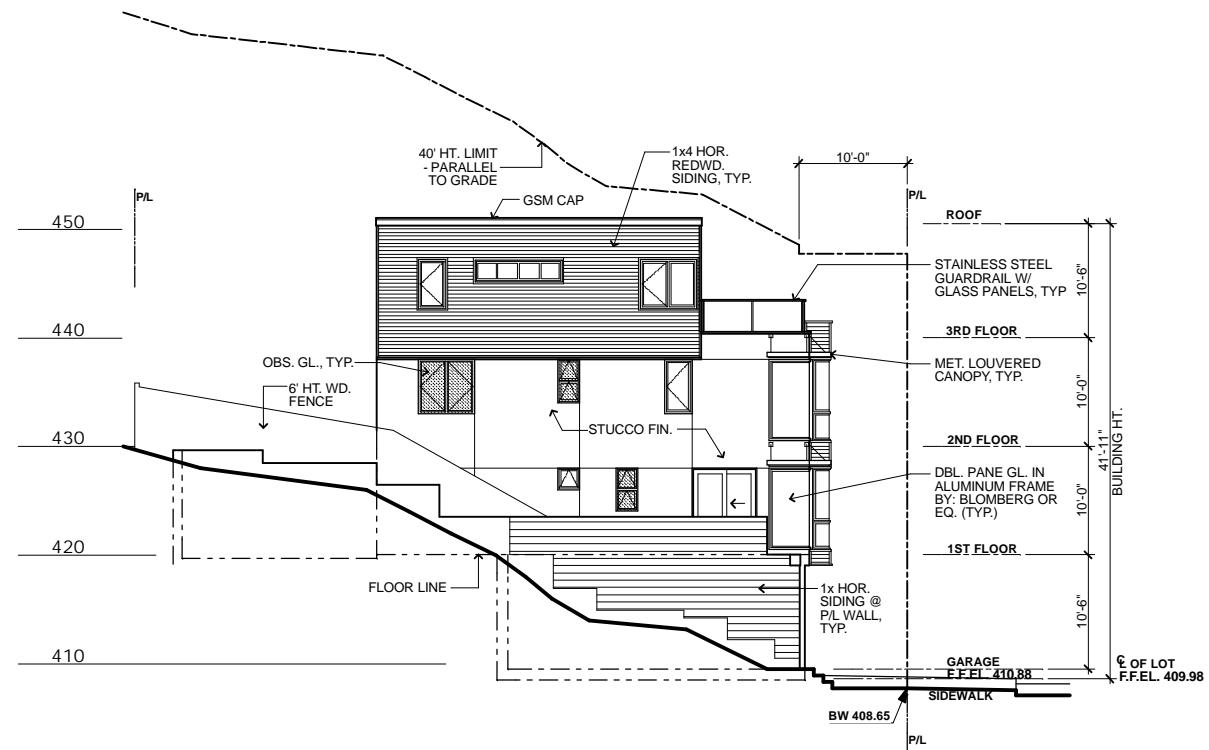 40' HT. LIMIT
- PARALLEL
TO GRADE
1x4 HOR.
REDWD.
SIDING, TYP.
10'-0"
P/L
P/L
GSM CAP
450
ROOF
STAINLESS STEEL
GUARDRAIL W/
GLASS PANELS, TYP
10'-6"
440
3RD FLOOR
OBS. GL., TYP.
6' HT. WD.
FENCE
MET. LOUVERED
CANOPY, TYP.
10'-0"
STUCCO FIN.
430
2ND FLOOR
41'-11"
BUILDING HT.
DBL. PANE GL. IN
ALUMINUM FRAME
BY: BLOMBERG OR
EQ. (TYP.)
10'-0"
420
1ST FLOOR
FLOOR LINE
1x HOR.
SIDING @
P/L WALL,
TYP.
10'-6"
410
GARAGE
F.F.EL. 410.88
℄ OF LOT
F.F.EL. 409.98
SIDEWALK
BW 408.65
P/L